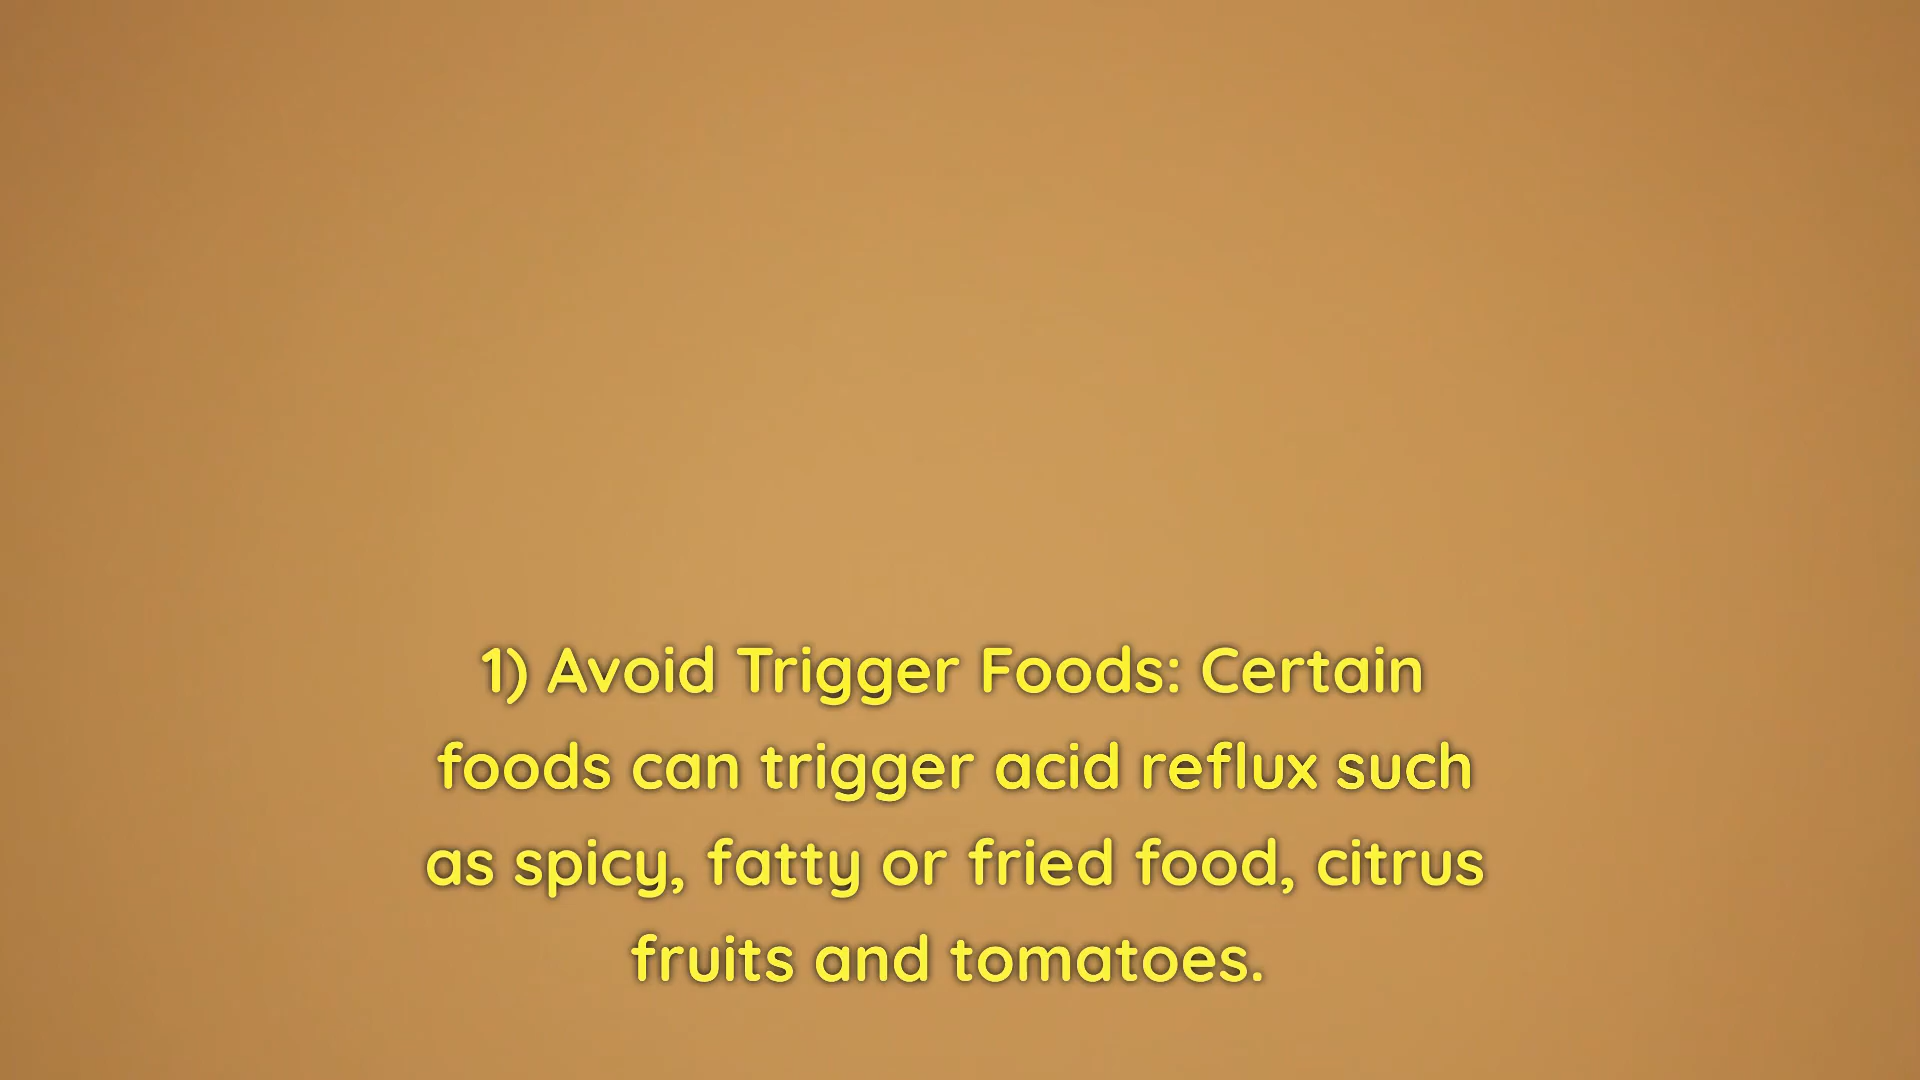 1) Avoid Trigger Foods: Certain
foods can trigger acid reflux such
as spicy, fatty or fried food, citrus
fruits and tomatoes.